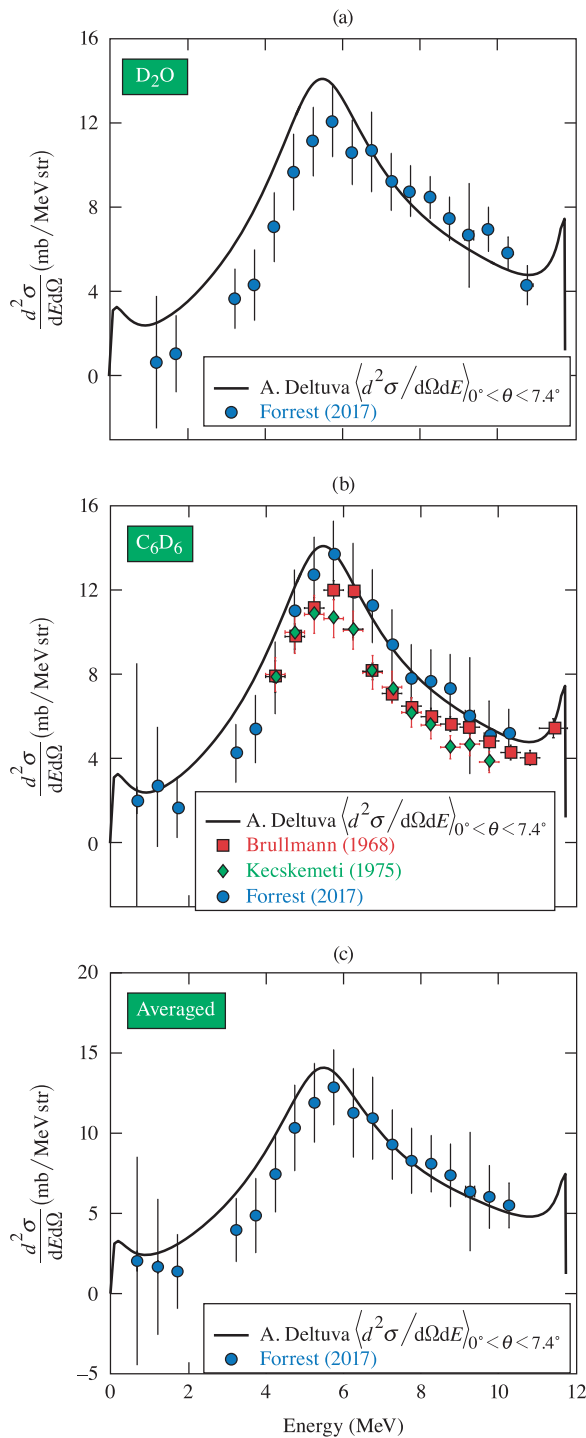 (a)
16
D₂O
12
8
4
0
d²σ/dEdΩ (mb/MeV str)
A. Deltuva ⟨d²σ/dΩdE⟩0°<θ<7.4°
Forrest (2017)
(b)
16
C₆D₆
12
8
4
0
d²σ/dEdΩ (mb/MeV str)
A. Deltuva ⟨d²σ/dΩdE⟩0°<θ<7.4°
Brullmann (1968)
Kecskemeti (1975)
Forrest (2017)
(c)
20
Averaged
15
10
5
0
–5
d²σ/dEdΩ (mb/MeV str)
A. Deltuva ⟨d²σ/dΩdE⟩0°<θ<7.4°
Forrest (2017)
0 2 4 6 8 10 12
Energy (MeV)